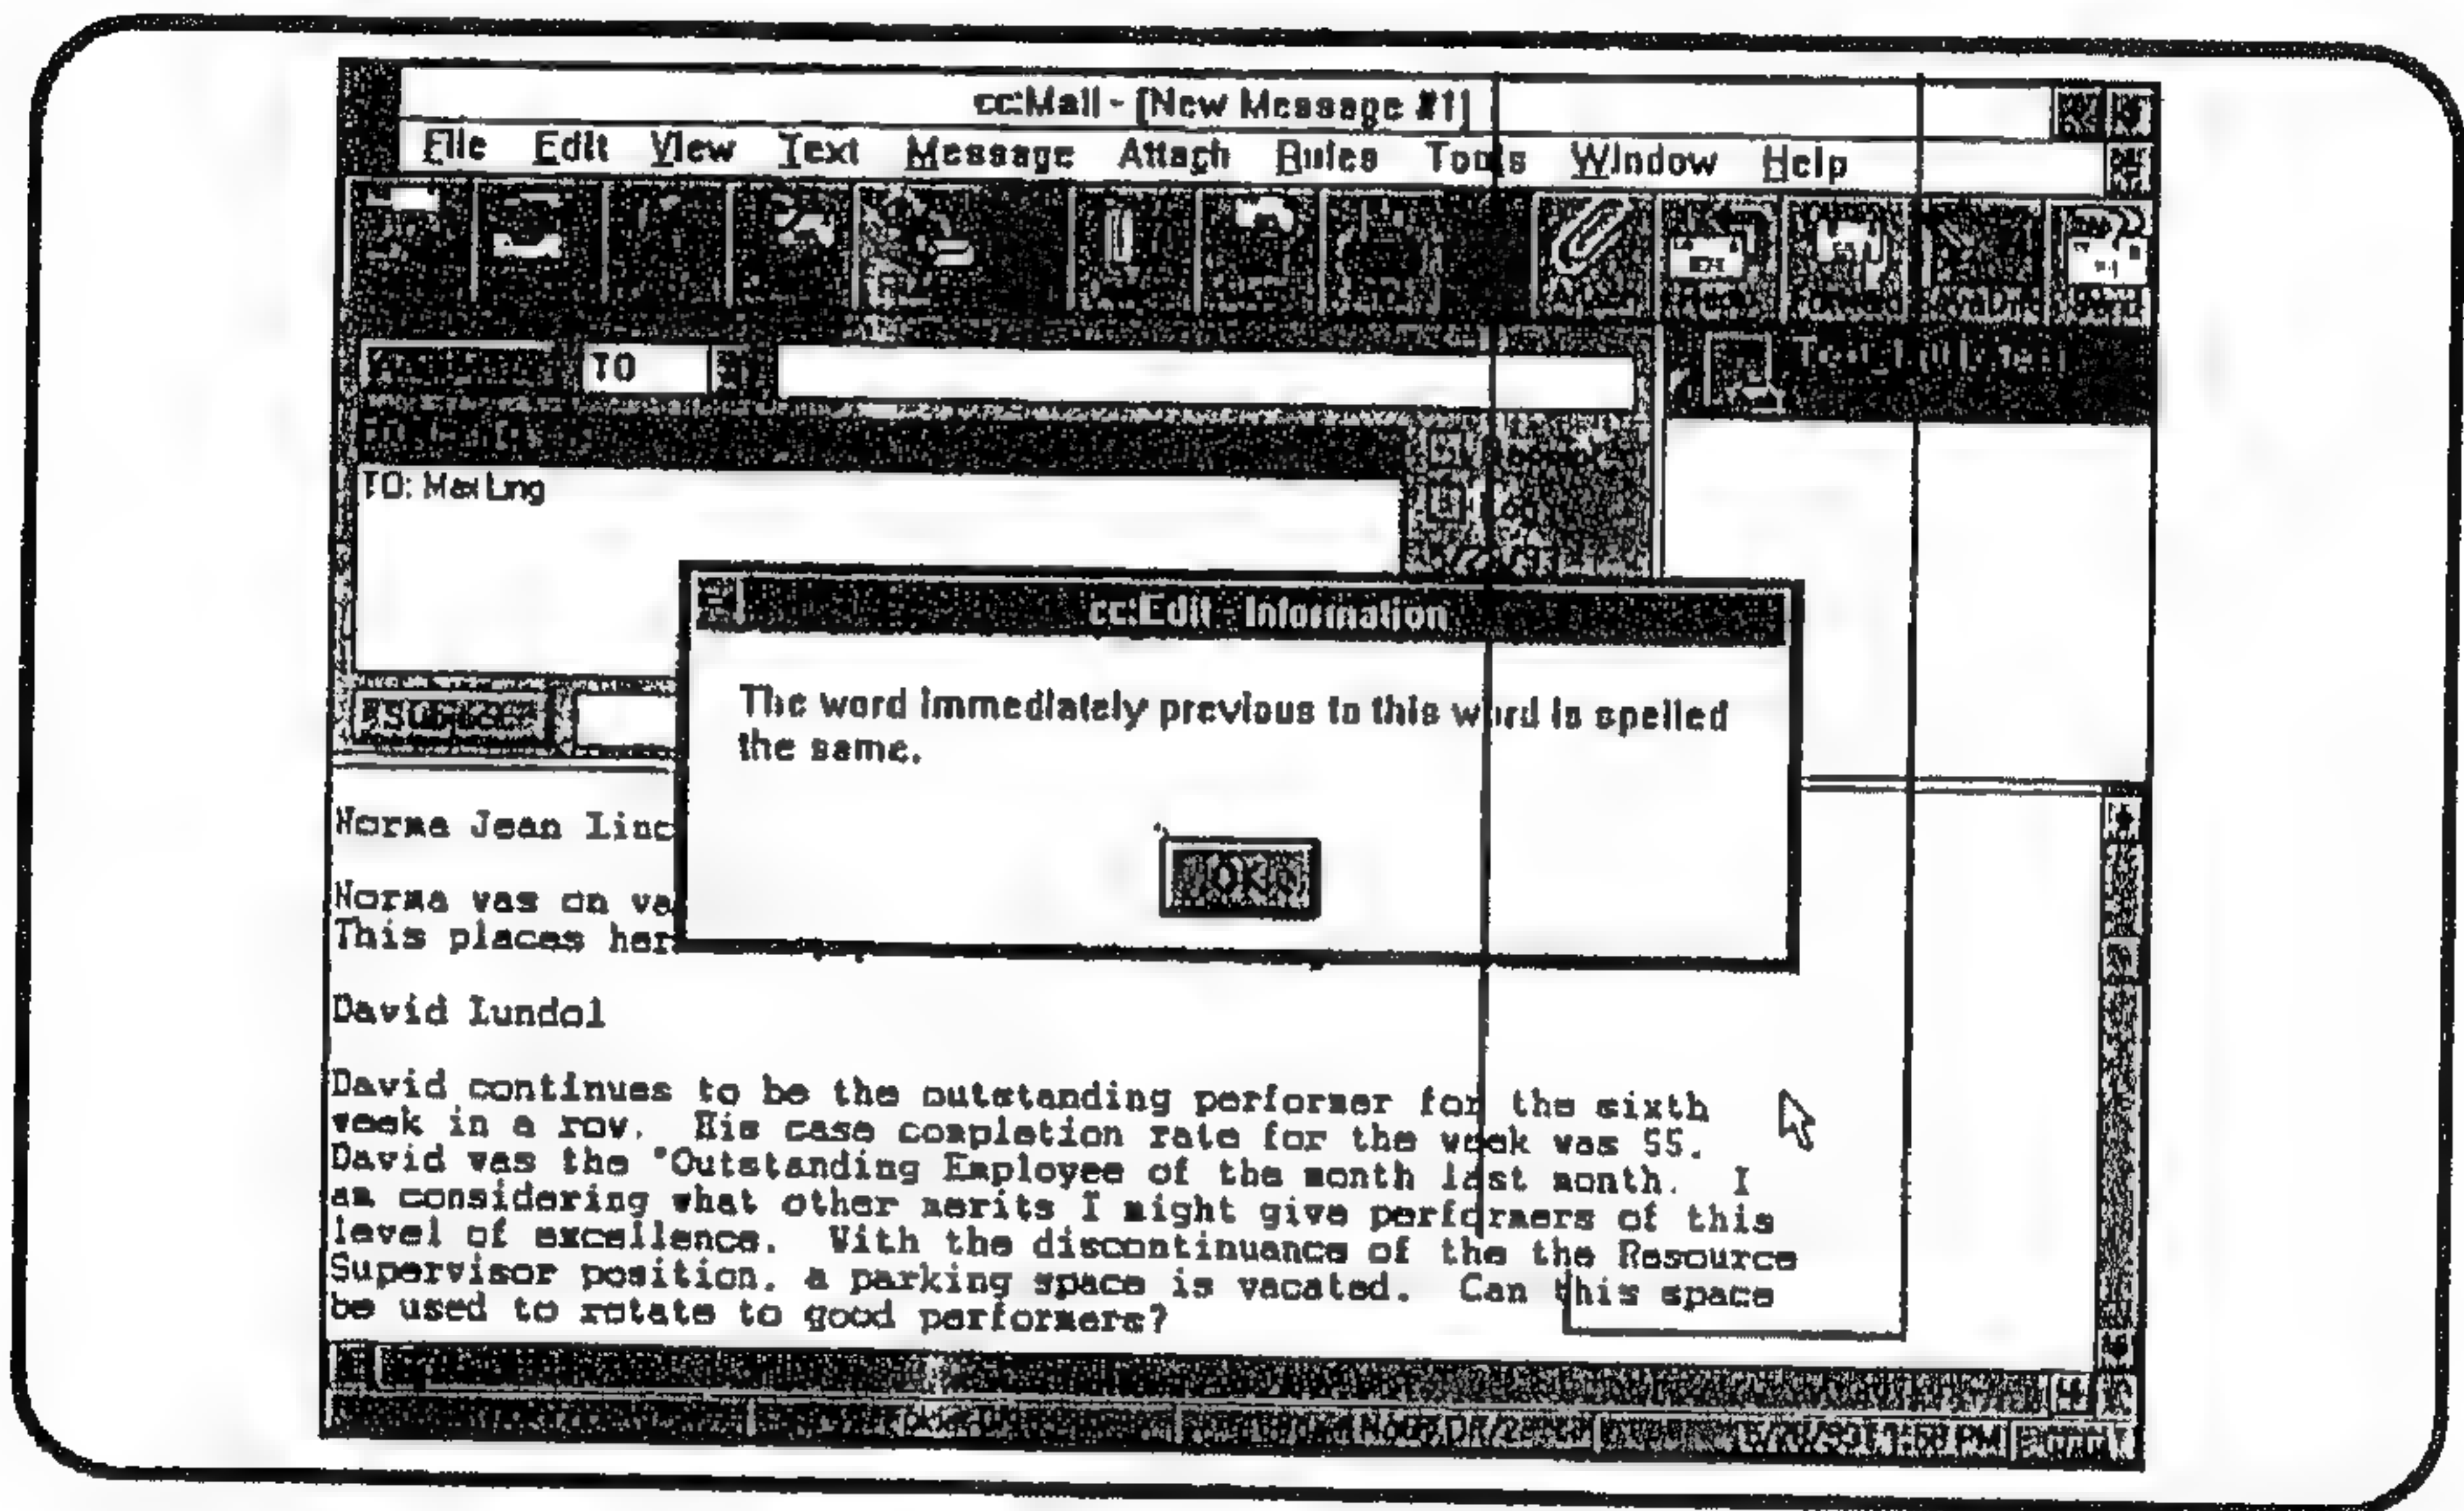 cc:Mail - [New Message #1]
File Edit View Text Message Attach Rules Tools Window Help
Forward
TO
TO: Max Ling
cc:Edit - Information
The word immediately previous to this word is spelled
the same.
OK
Norma Jean Linc
Norma was on va
This places her
David Lundol
David continues to be the outstanding performer for the sixth
week in a row. His case completion rate for the week was 55.
David was the "Outstanding Employee of the month last month. I
am considering what other merits I might give performers of this
level of excellence. With the discontinuance of the the Resource
Supervisor position, a parking space is vacated. Can this space
be used to rotate to good performers?